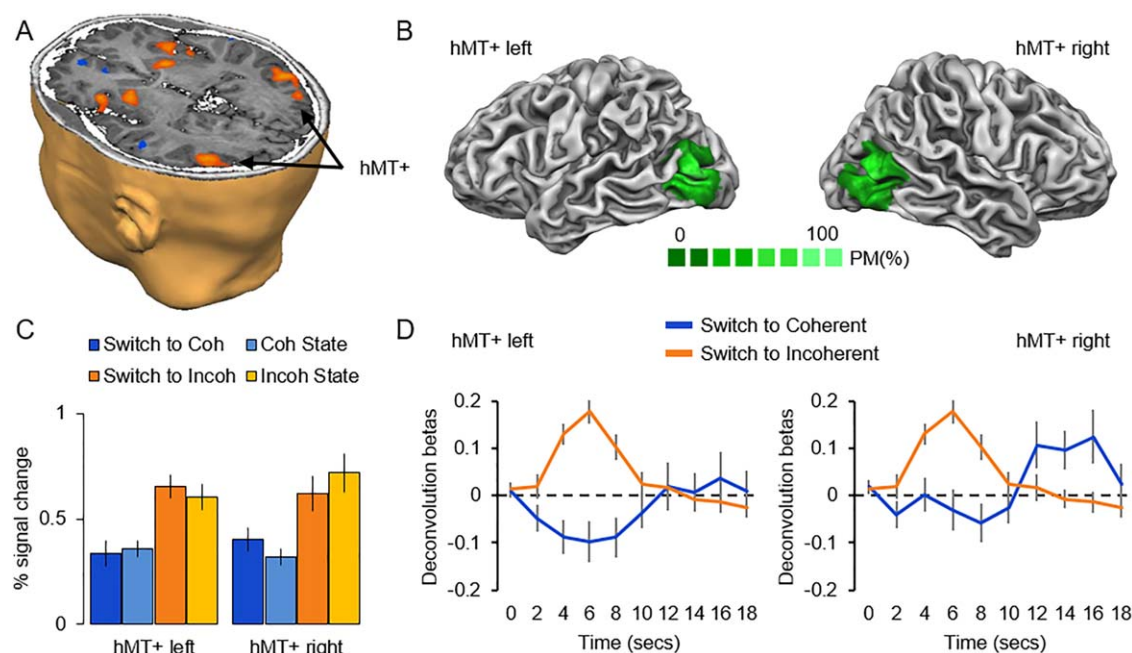 A
hMT+
B
hMT+ left
hMT+ right
0 100
PM(%)
C
Switch to Coh
Coh State
Switch to Incoh
Incoh State
% signal change
1
0.5
0
hMT+ left
hMT+ right
D
hMT+ left
Switch to Coherent
Switch to Incoherent
hMT+ right
Deconvolution betas
0.2
0.1
0
-0.1
-0.2
0 2 4 6 8 10 12 14 16 18
Time (secs)
Deconvolution betas
0.2
0.1
0
-0.1
-0.2
0 2 4 6 8 10 12 14 16 18
Time (secs)